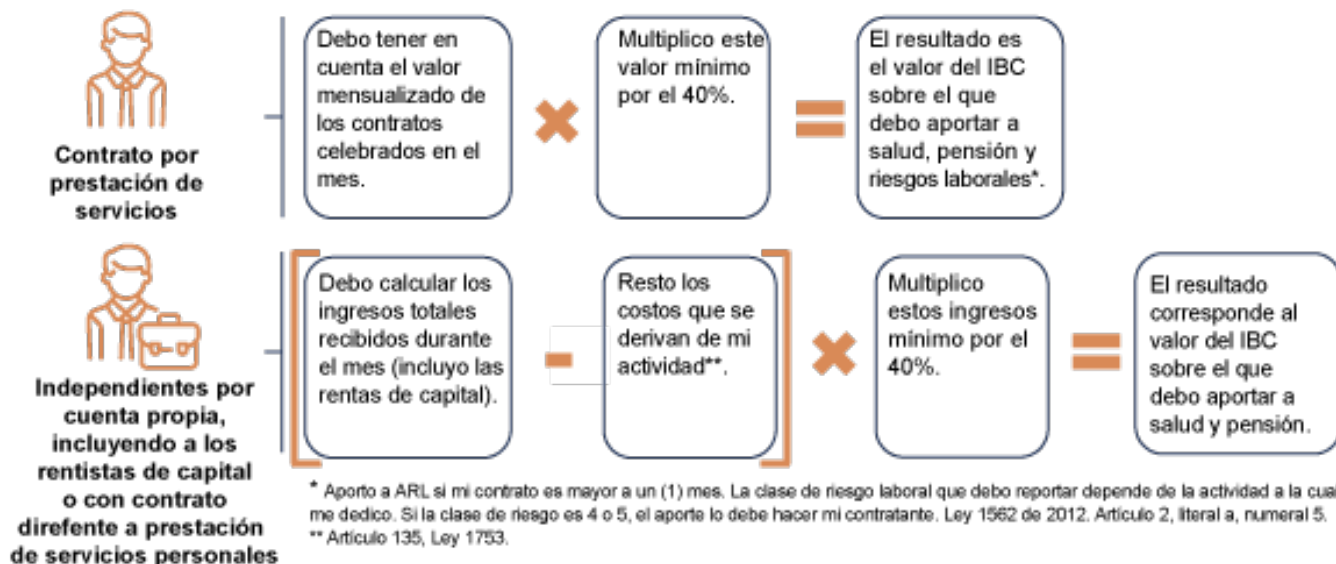 Contrato por
prestación de
servicios
Debo tener en
cuenta el valor
mensualizado de
los contratos
celebrados en el
mes.
Multiplico este
valor mínimo
por el 40%.
El resultado es
el valor del IBC
sobre el que
debo aportar a
salud, pensión y
riesgos laborales*.
Independientes por
cuenta propia,
incluyendo a los
rentistas de capital
o con contrato
direfente a prestación
de servicios personales
Debo calcular los
ingresos totales
recibidos durante
el mes (incluyo las
rentas de capital).
Resto los
costos que se
derivan de mi
actividad**.
Multiplico
estos ingresos
mínimo por el
40%.
El resultado
corresponde al
valor del IBC
sobre el que
debo aportar a
salud y pensión.
* Aporto a ARL si mi contrato es mayor a un (1) mes. La clase de riesgo laboral que debo reportar depende de la actividad a la cual
me dedico. Si la clase de riesgo es 4 o 5, el aporte lo debe hacer mi contratante. Ley 1562 de 2012. Artículo 2, literal a, numeral 5.
** Artículo 135, Ley 1753.